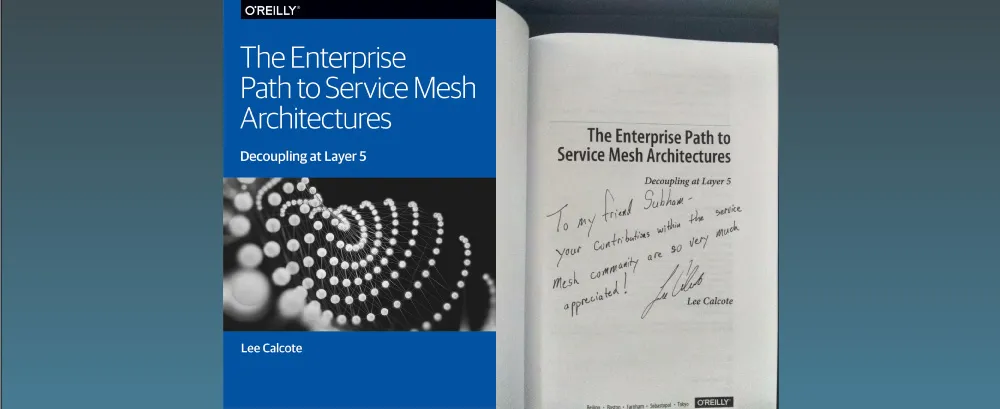 O'REILLY®
The Enterprise
Path to Service Mesh
Architectures
Decoupling at Layer 5
Lee Calcote
The Enterprise Path to
Service Mesh Architectures
Decoupling at Layer 5
To my friend Subham -
your contributions within the service
mesh community are so very much
appreciated!
Lee Calcote
Lee Calcote
Beijing • Boston • Farnham • Sebastopol • Tokyo O'REILLY®